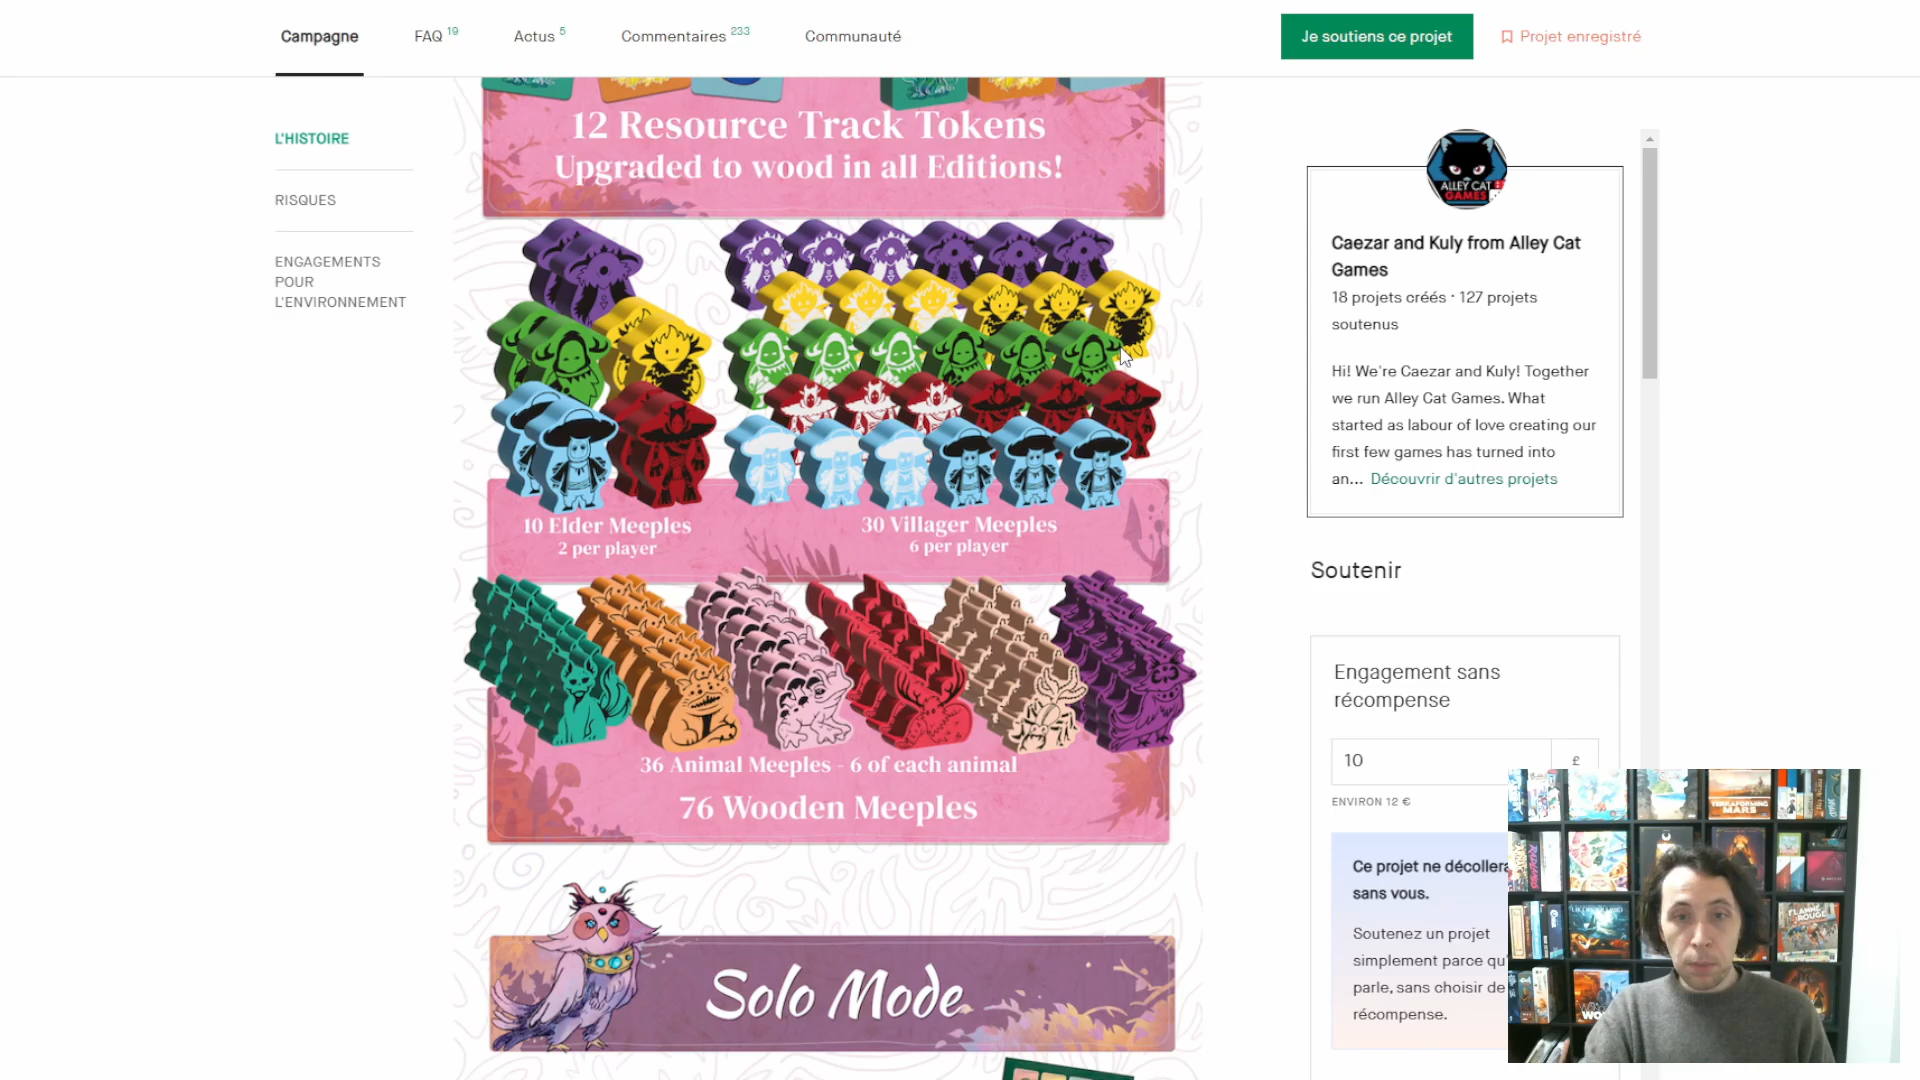 Campagne
FAQ 19
Actus 5
Commentaires 233
Communauté
Je soutiens ce projet
Projet enregistré
L'HISTOIRE
RISQUES
ENGAGEMENTS
POUR
L'ENVIRONNEMENT
12 Resource Track Tokens
Upgraded to wood in all Editions!
10 Elder Meeples
2 per player
30 Villager Meeples
6 per player
36 Animal Meeples - 6 of each animal
76 Wooden Meeples
Solo Mode
ALLEY CAT
GAMES
Caezar and Kuly from Alley Cat
Games
18 projets créés · 127 projets
soutenus
Hi! We're Caezar and Kuly! Together
we run Alley Cat Games. What
started as labour of love creating our
first few games has turned into
an... Découvrir d'autres projets
Soutenir
Engagement sans
récompense
10 £
ENVIRON 12 €
Ce projet ne décollera
sans vous.
Soutenez un projet
simplement parce qu'
parle, sans choisir de
récompense.
TERRAFORMING
MARS
FLAMME
ROUGE